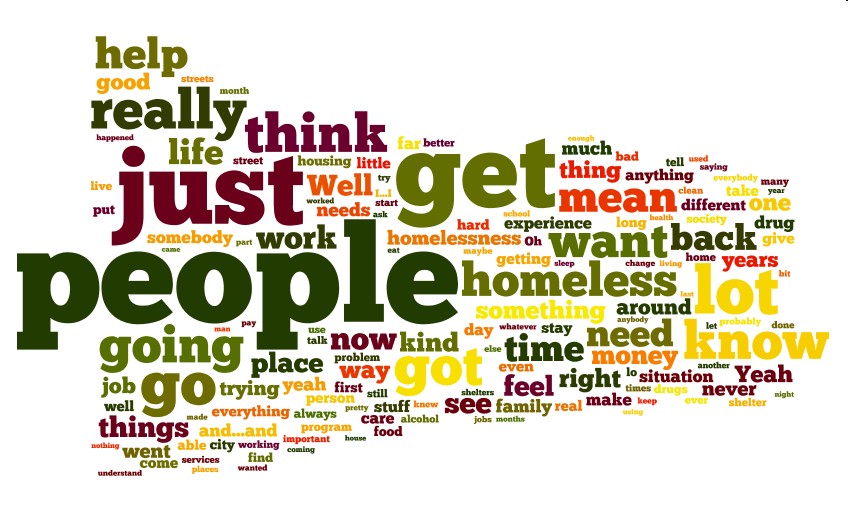 help
good streets
month
really
happened think
far better
enough
much
life street housing little
bad tell used
saying
just Well try get thing anything
everybody many
live worked I...I mean clean take year
put needs start
ask school different one
somebody part work hard experience long health society drug
came homelessness Oh want back give
eat maybe getting sleep change living home years
people homeless last lot bit
something around
man pay anybody
use day whatever stay let probably done
going talk now kind need know
place problem way got else time money another
job go trying yeah first even feel right lo situation Yeah
still shelters times drugs never night
well person pretty stuff knew see family real make keep ever shelter
made everything always care alcohol jobs months using
things and...and program food
nothing able city working important house
went find coming
come services
places wanted
understand